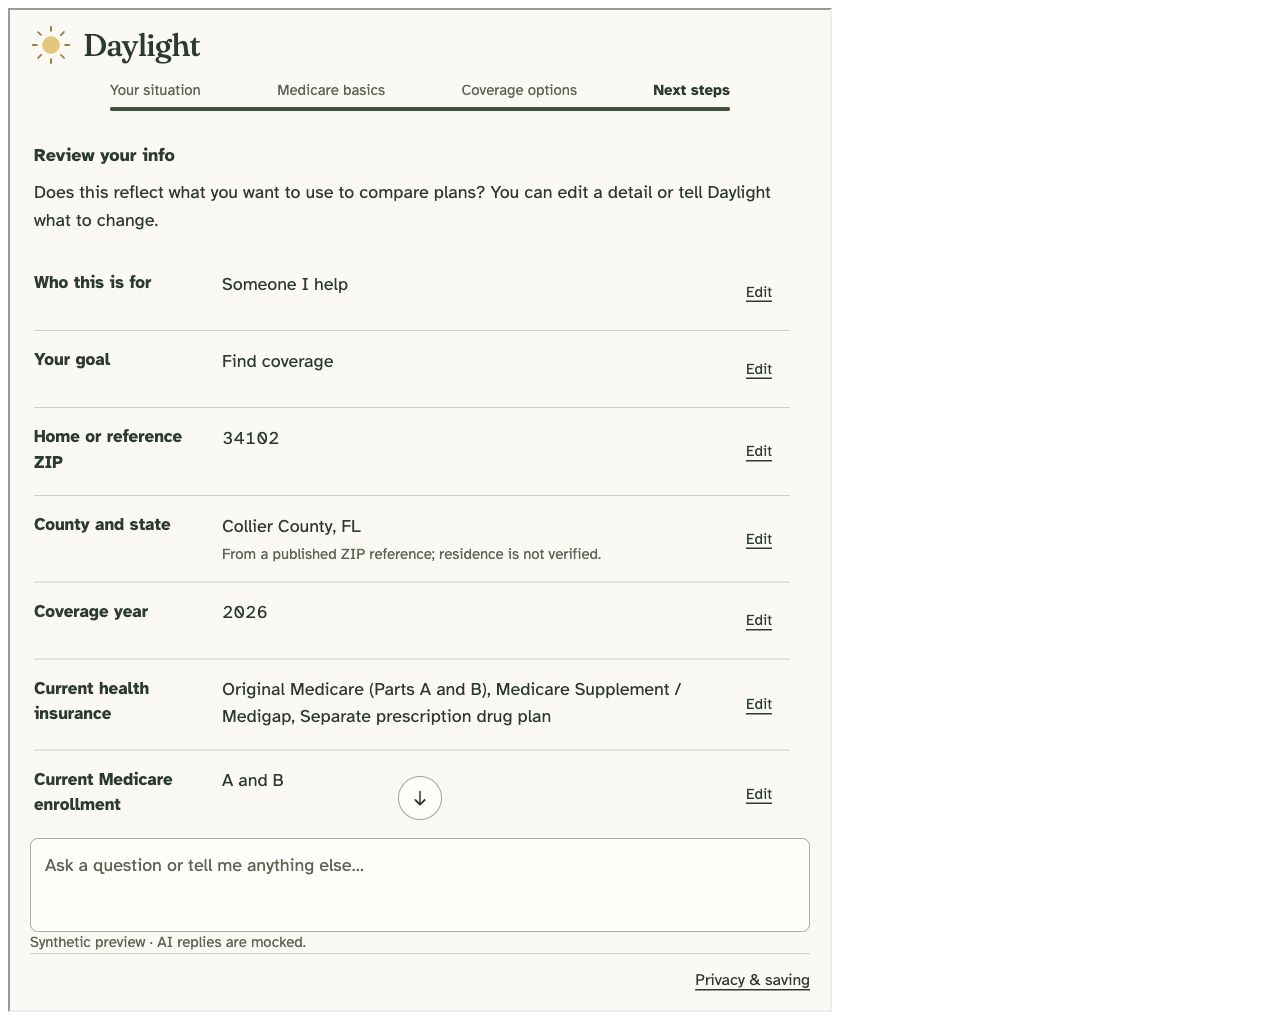 Daylight
Your situation
Medicare basics
Coverage options
Next steps
Review your info
Does this reflect what you want to use to compare plans? You can edit a detail or tell Daylight
what to change.
Who this is for
Someone I help
Edit
Your goal
Find coverage
Edit
Home or reference
ZIP
34102
Edit
County and state
Collier County, FL
From a published ZIP reference; residence is not verified.
Edit
Coverage year
2026
Edit
Current health
insurance
Original Medicare (Parts A and B), Medicare Supplement /
Medigap, Separate prescription drug plan
Edit
Current Medicare
enrollment
A and B
Edit
Ask a question or tell me anything else...
Synthetic preview · AI replies are mocked.
Privacy & saving